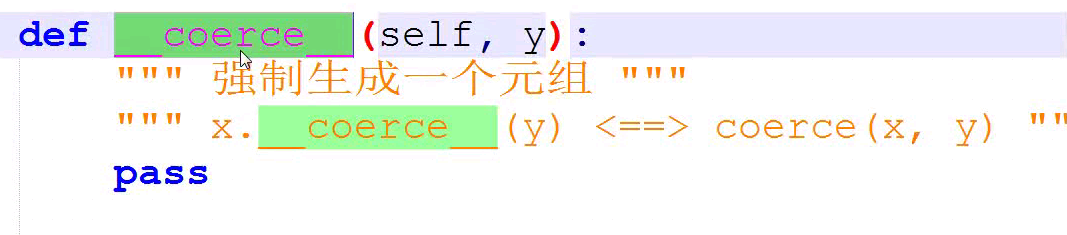 def __coerce__(self, y):
""" 强制生成一个元组 """
""" x.__coerce__(y) <==> coerce(x, y) ""
pass